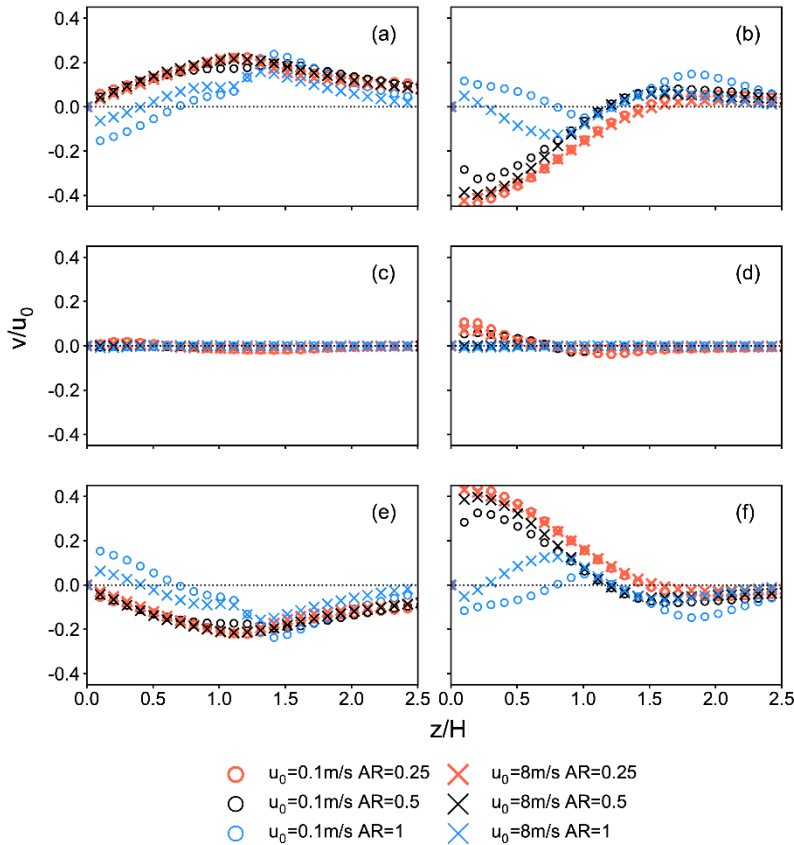 (a)
(b)
0.4
0.2
0.0
-0.2
-0.4
(c)
(d)
0.4
0.2
0.0
-0.2
-0.4
v/u0
(e)
(f)
0.4
0.2
0.0
-0.2
-0.4
0.0 0.5 1.0 1.5 2.0 2.5 0.0 0.5 1.0 1.5 2.0 2.5
z/H
u0=0.1m/s AR=0.25 u0=8m/s AR=0.25
u0=0.1m/s AR=0.5 u0=8m/s AR=0.5
u0=0.1m/s AR=1 u0=8m/s AR=1